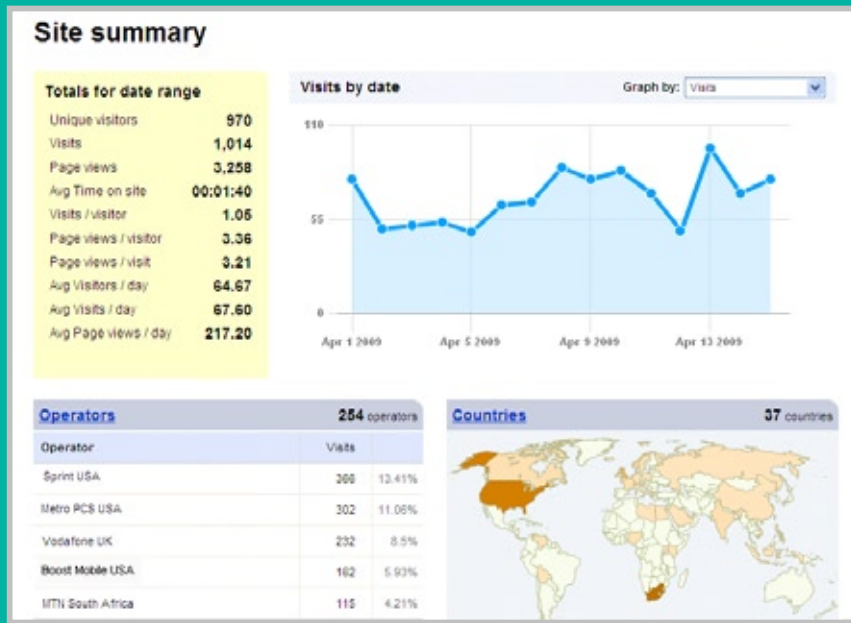 Site summary
Totals for date range
Unique visitors 970
Visits 1,014
Page views 3,258
Avg Time on site 00:01:40
Visits / visitor 1.05
Page views / visitor 3.36
Page views / visit 3.21
Avg Visitors / day 64.67
Avg Visits / day 67.60
Avg Page views / day 217.20
Visits by date
Graph by: Visits
110
55
0
Apr 1 2009 Apr 5 2009 Apr 9 2009 Apr 13 2009
Operators 254 operators
Operator Visits
Sprint USA 366 13.41%
Metro PCS USA 302 11.06%
Vodafone UK 232 8.5%
Boost Mobile USA 162 5.93%
MTN South Africa 115 4.21%
Countries 37 countries